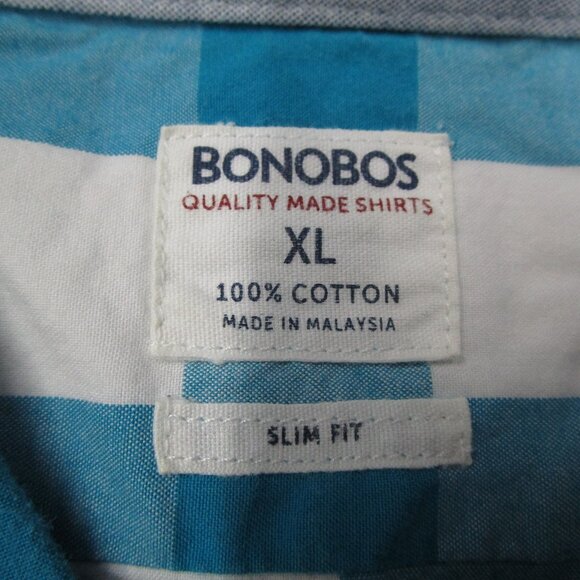 BONOBOS
QUALITY MADE SHIRTS
XL
100% COTTON
MADE IN MALAYSIA
SLIM FIT